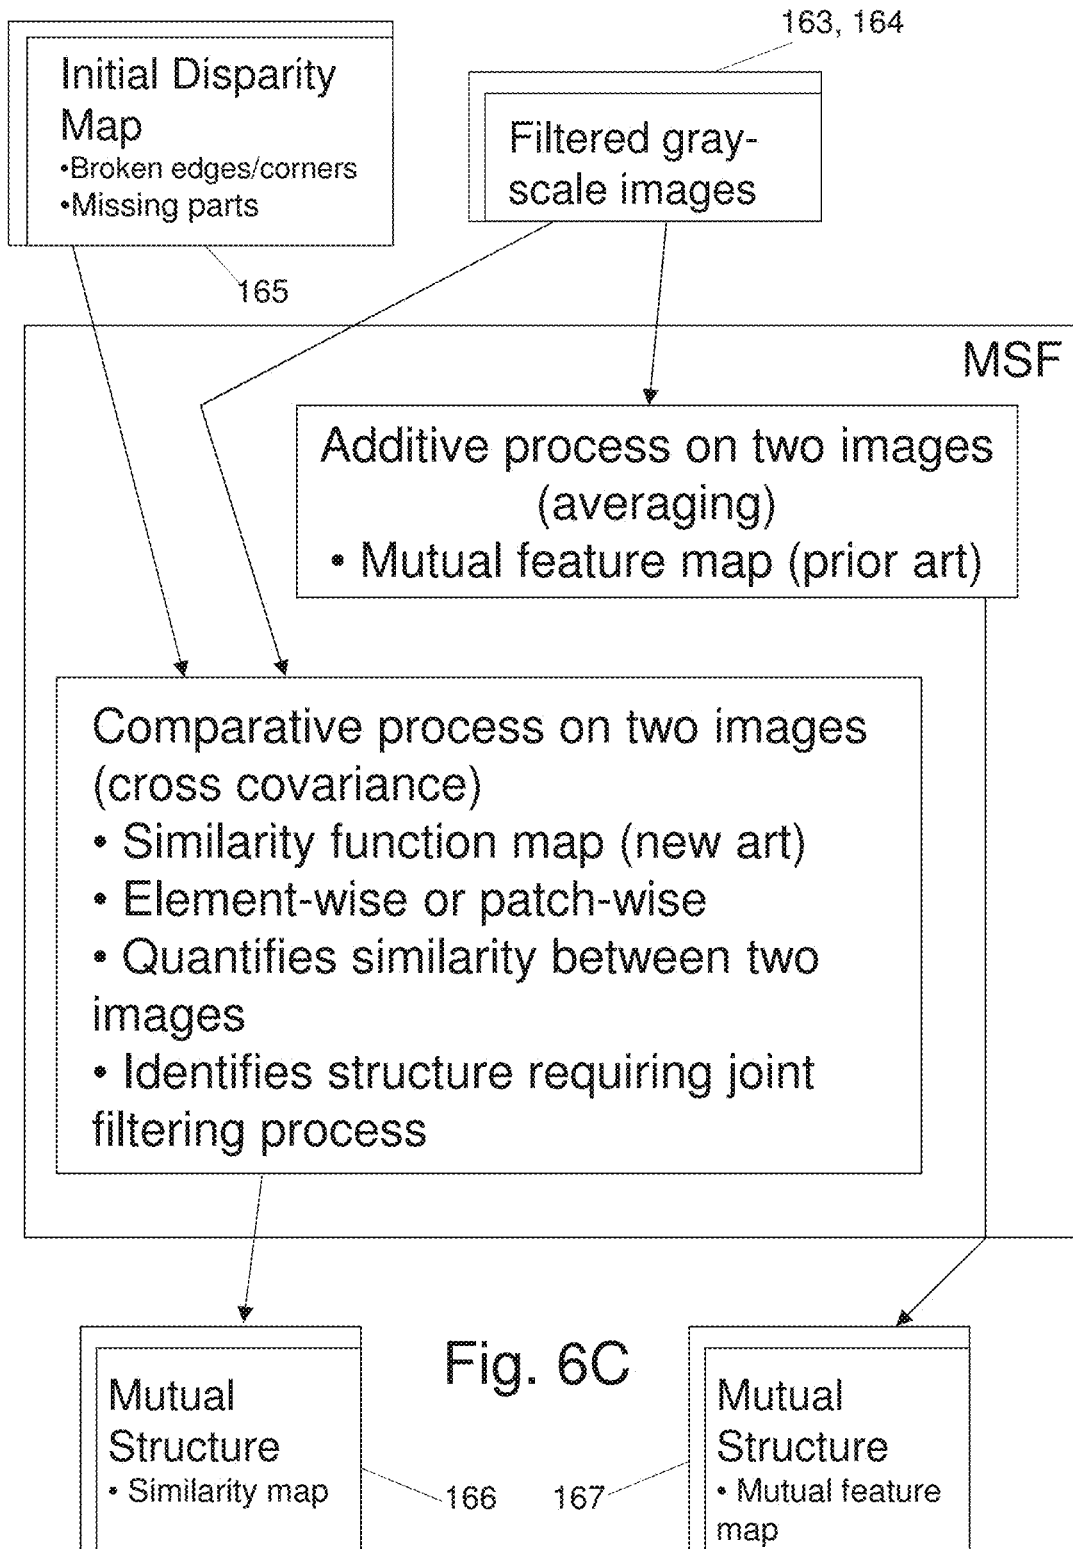 163, 164
Initial Disparity
Map
•Broken edges/corners
•Missing parts
Filtered gray-
scale images
165
MSF
Additive process on two images
(averaging)
• Mutual feature map (prior art)
Comparative process on two images
(cross covariance)
• Similarity function map (new art)
• Element-wise or patch-wise
• Quantifies similarity between two
images
• Identifies structure requiring joint
filtering process
Fig. 6C
Mutual
Structure
• Similarity map
166
167
Mutual
Structure
• Mutual feature
map